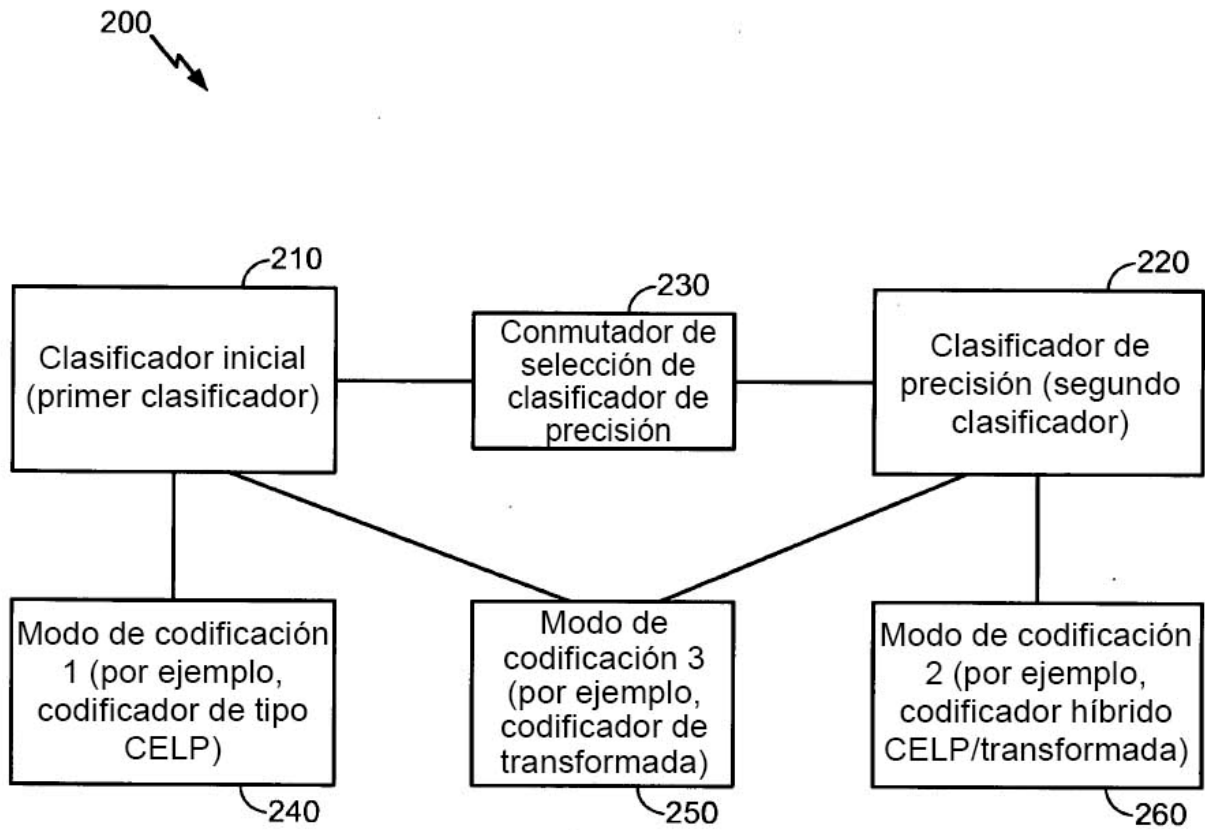 200
210
220
230
Clasificador inicial
(primer clasificador)
Conmutador de
selección de
clasificador de
precisión
Clasificador de
precisión (segundo
clasificador)
Modo de codificación
1 (por ejemplo,
codificador de tipo
CELP)
Modo de
codificación 3
(por ejemplo,
codificador de
transformada)
Modo de codificación
2 (por ejemplo,
codificador híbrido
CELP/transformada)
240
250
260